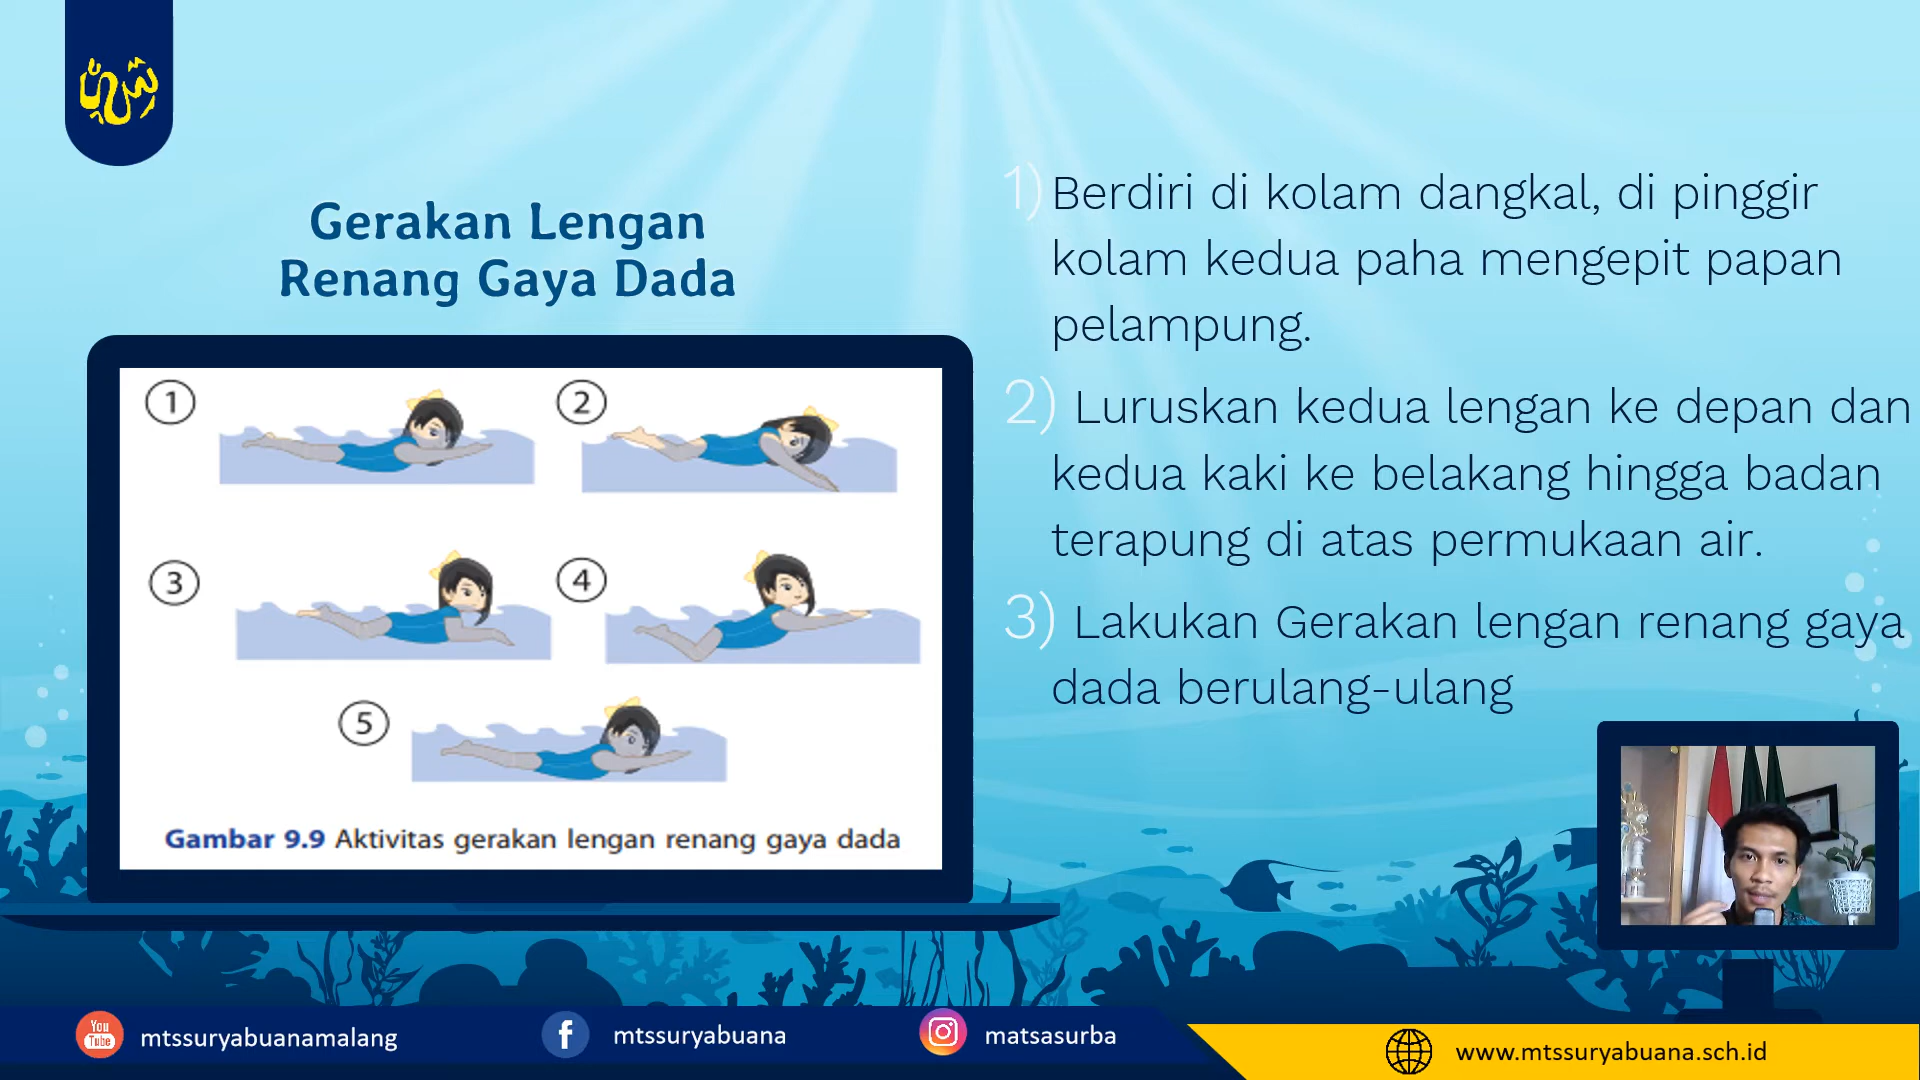 Gerakan Lengan
Renang Gaya Dada
1
2
3
4
5
Gambar 9.9 Aktivitas gerakan lengan renang gaya dada
1) Berdiri di kolam dangkal, di pinggir
kolam kedua paha mengepit papan
pelampung.
2) Luruskan kedua lengan ke depan dan
kedua kaki ke belakang hingga badan
terapung di atas permukaan air.
3) Lakukan Gerakan lengan renang gaya
dada berulang-ulang
You
Tube
mtssuryabuanamalang
f
mtssuryabuana
matsasurba
www.mtssuryabuana.sch.id